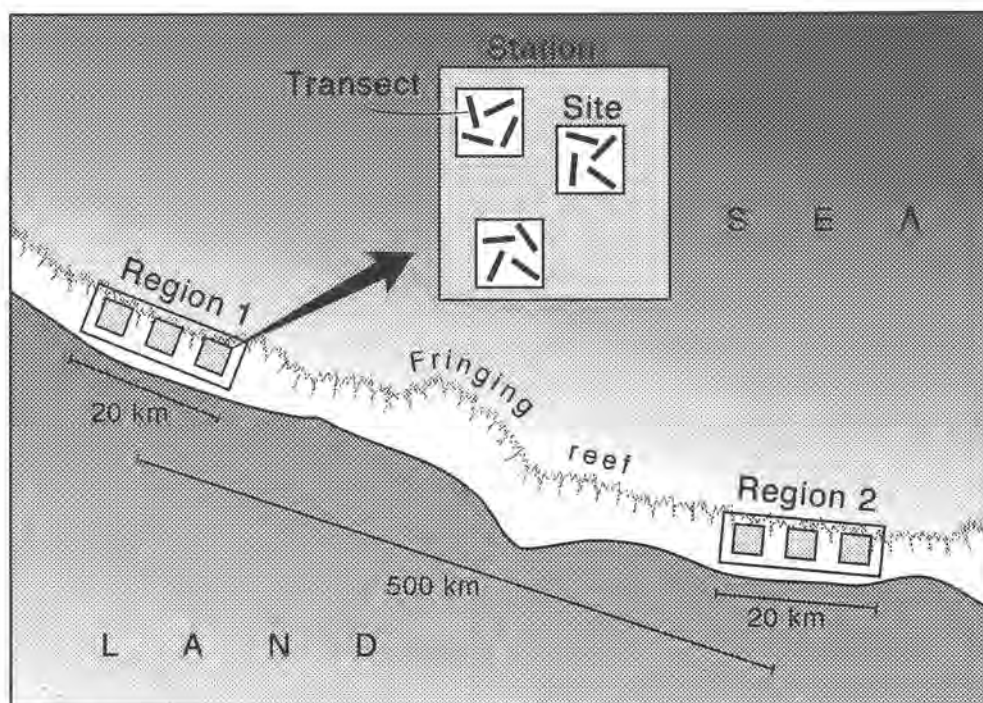 Station
Transect
Site
S E A
Region 1
Fringing
reef
20 km
Region 2
500 km
20 km
L A N D